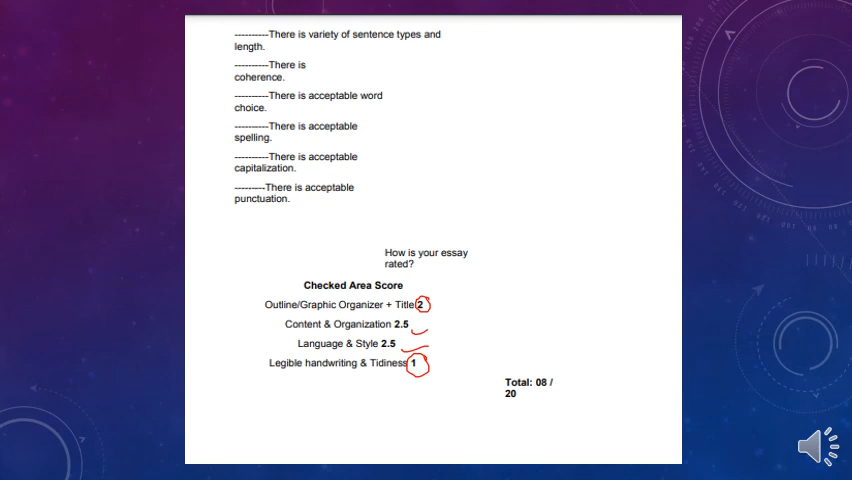 ----------There is variety of sentence types and
length.
----------There is
coherence.
----------There is acceptable word
choice.
----------There is acceptable
spelling.
----------There is acceptable
capitalization.
---------There is acceptable
punctuation.
How is your essay
rated?
Checked Area Score
Outline/Graphic Organizer + Title 2
Content & Organization 2.5
Language & Style 2.5
Legible handwriting & Tidiness 1
Total: 08 /
20